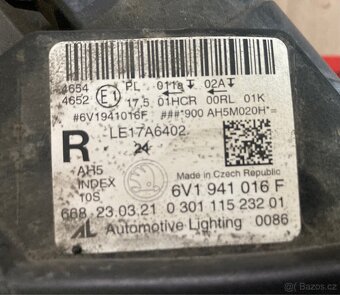 4654 PL 011a 02A
4652 E1 17,5 01HCR 00RL 01K
#6V1941016F ###*900 AH5M020H*=
LE17A6402
R 24
AH5
INDEX
10S
Made in Czech Republic
6V1 941 016 F
668 23.03.21 0 301 115 232 01
AL Automotive Lighting 0086
Bazoš.cz